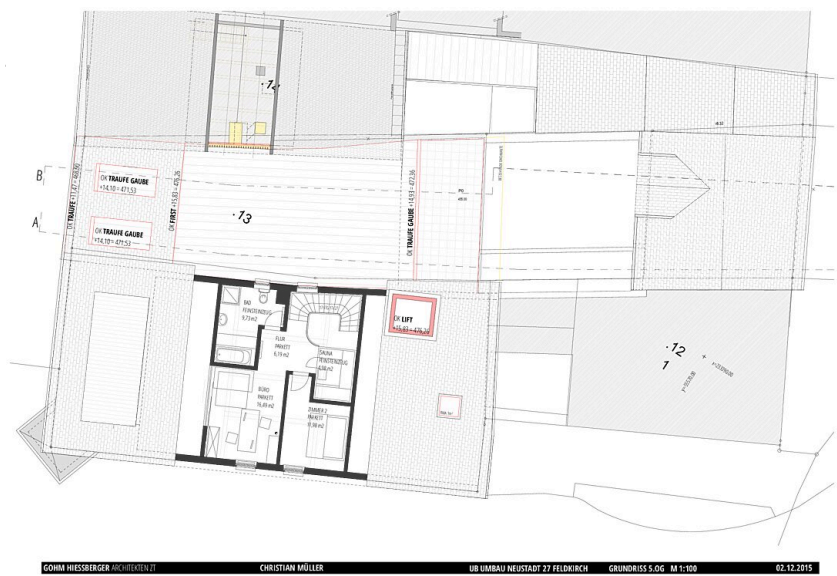 .14
B
OK TRAUFE +11,47 = 468,90
OK TRAUFE GAUBE
+14,10 = 471,53
OK FIRST +15,83 = 476,26
A
OK TRAUFE GAUBE
+14,10 = 471,53
.13
OK TRAUFE GAUBE +14,93 = 472,36
BAD
FEINSTEINZEUG
9,73 m2
FLUR
PARKETT
6,19 m2
SAUNA
FEINSTEINZEUG
BÜRO
PARKETT
16,49 m2
ZIMMER 2
PARKETT
11,98 m2
OK LIFT
+15,83 = 476,26
.12
1
GOHM HIESSBERGER ARCHITEKTEN ZT
CHRISTIAN MÜLLER
UB UMBAU NEUSTADT 27 FELDKIRCH
GRUNDRISS 5.OG M 1:100
02.12.2015